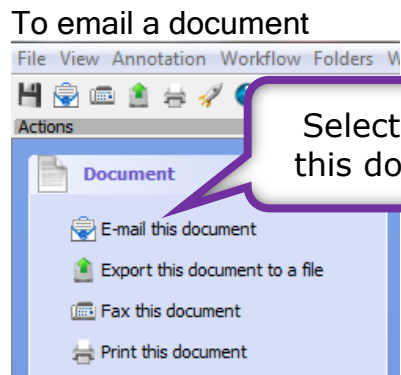 To email a document
File View Annotation Workflow Folders
Actions
Select
this
Document
E-mail this document
Export this document to a file
Fax this document
Print this document